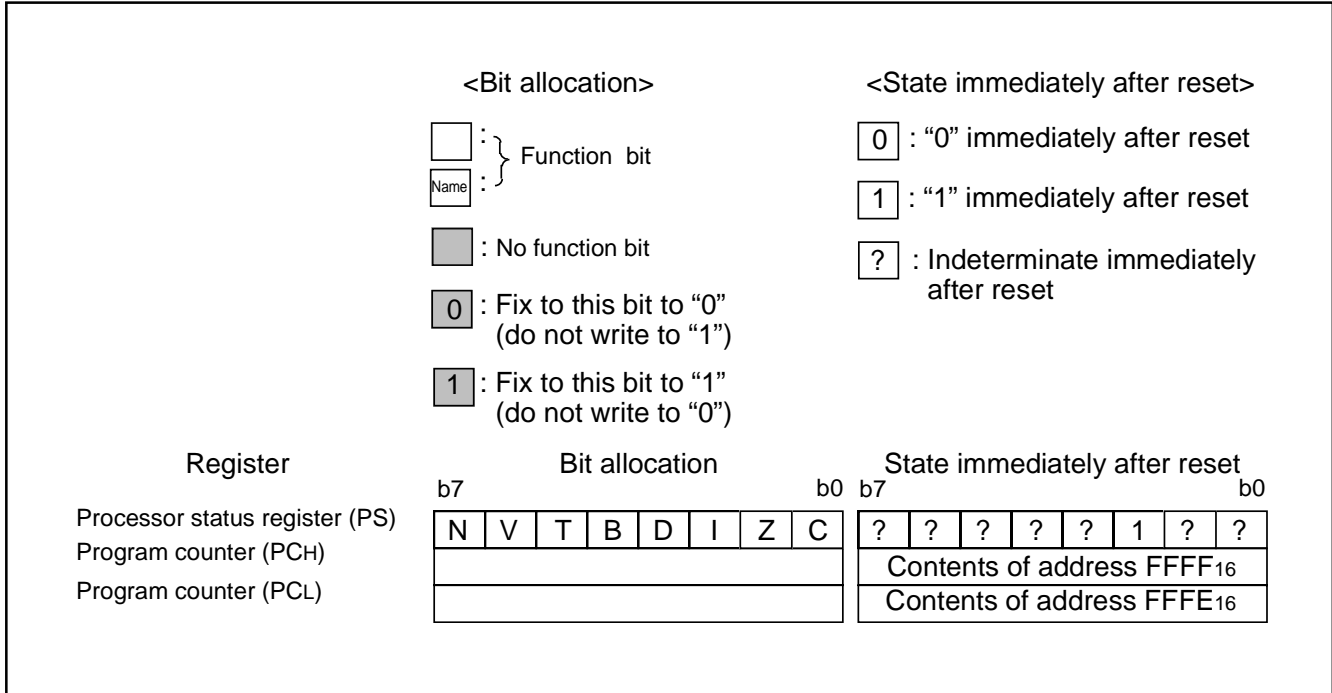 <Bit allocation>
<State immediately after reset>
:
Function bit
Name :
: No function bit
0 : Fix to this bit to “0”
(do not write to “1”)
1 : Fix to this bit to “1”
(do not write to “0”)
0 : “0” immediately after reset
1 : “1” immediately after reset
? : Indeterminate immediately
after reset
Register Bit allocation State immediately after reset
b7 b0 b7 b0
Processor status register (PS) N V T B D I Z C ? ? ? ? ? 1 ? ?
Program counter (PCH) Contents of address FFFF16
Program counter (PCL) Contents of address FFFE16